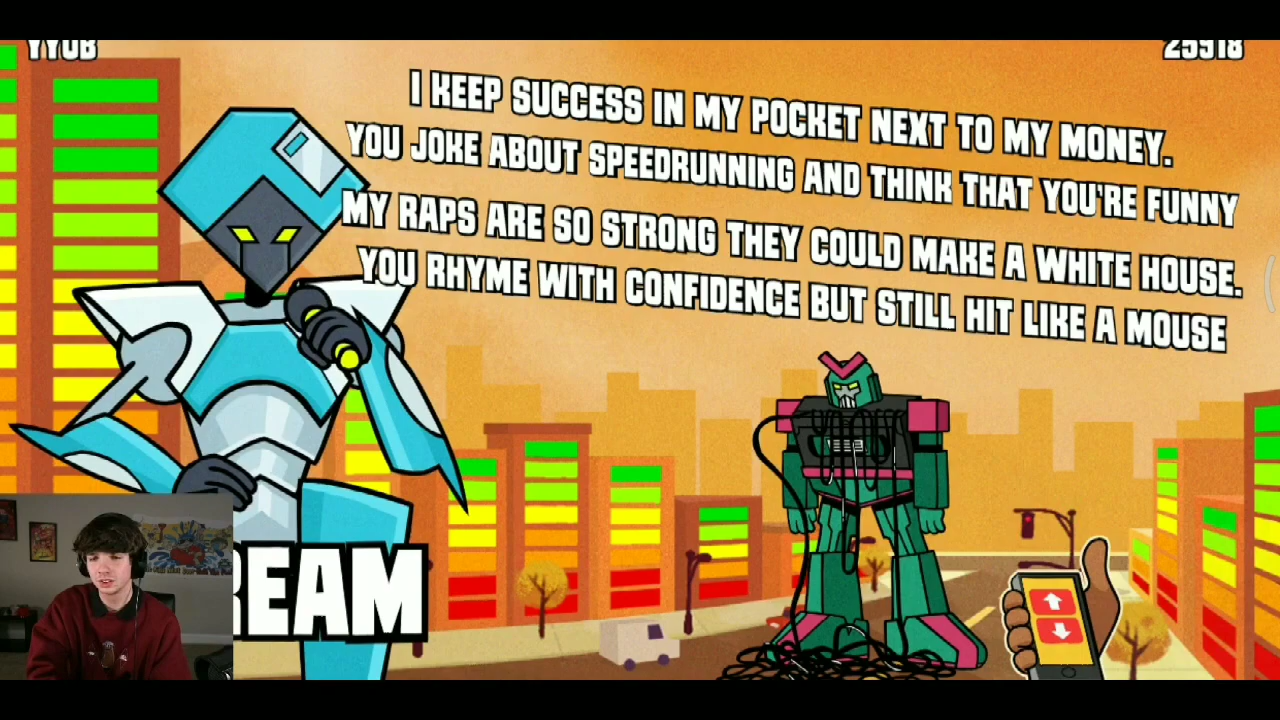 YYUB
25918
I KEEP SUCCESS IN MY POCKET NEXT TO MY MONEY.
YOU JOKE ABOUT SPEEDRUNNING AND THINK THAT YOU'RE FUNNY
MY RAPS ARE SO STRONG THEY COULD MAKE A WHITE HOUSE.
YOU RHYME WITH CONFIDENCE BUT STILL HIT LIKE A MOUSE
REAM